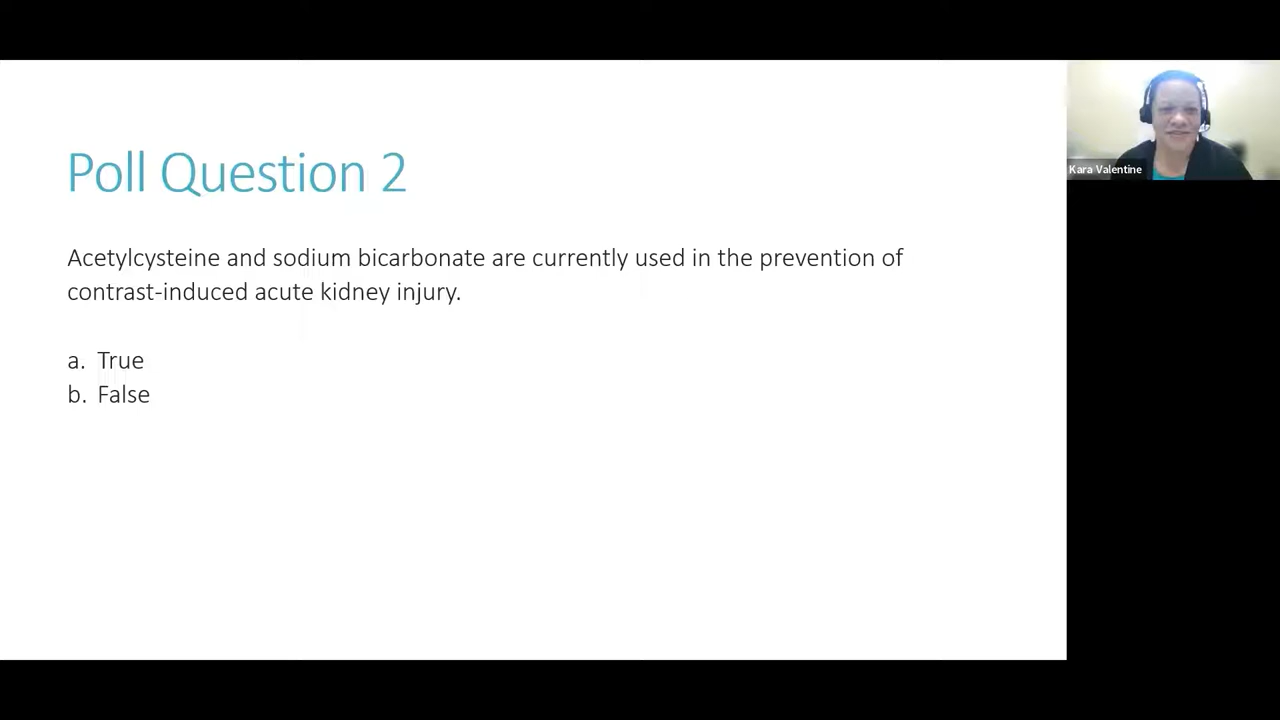 Poll Question 2
Acetylcysteine and sodium bicarbonate are currently used in the prevention of
contrast-induced acute kidney injury.
a. True
b. False
Kara Valentine